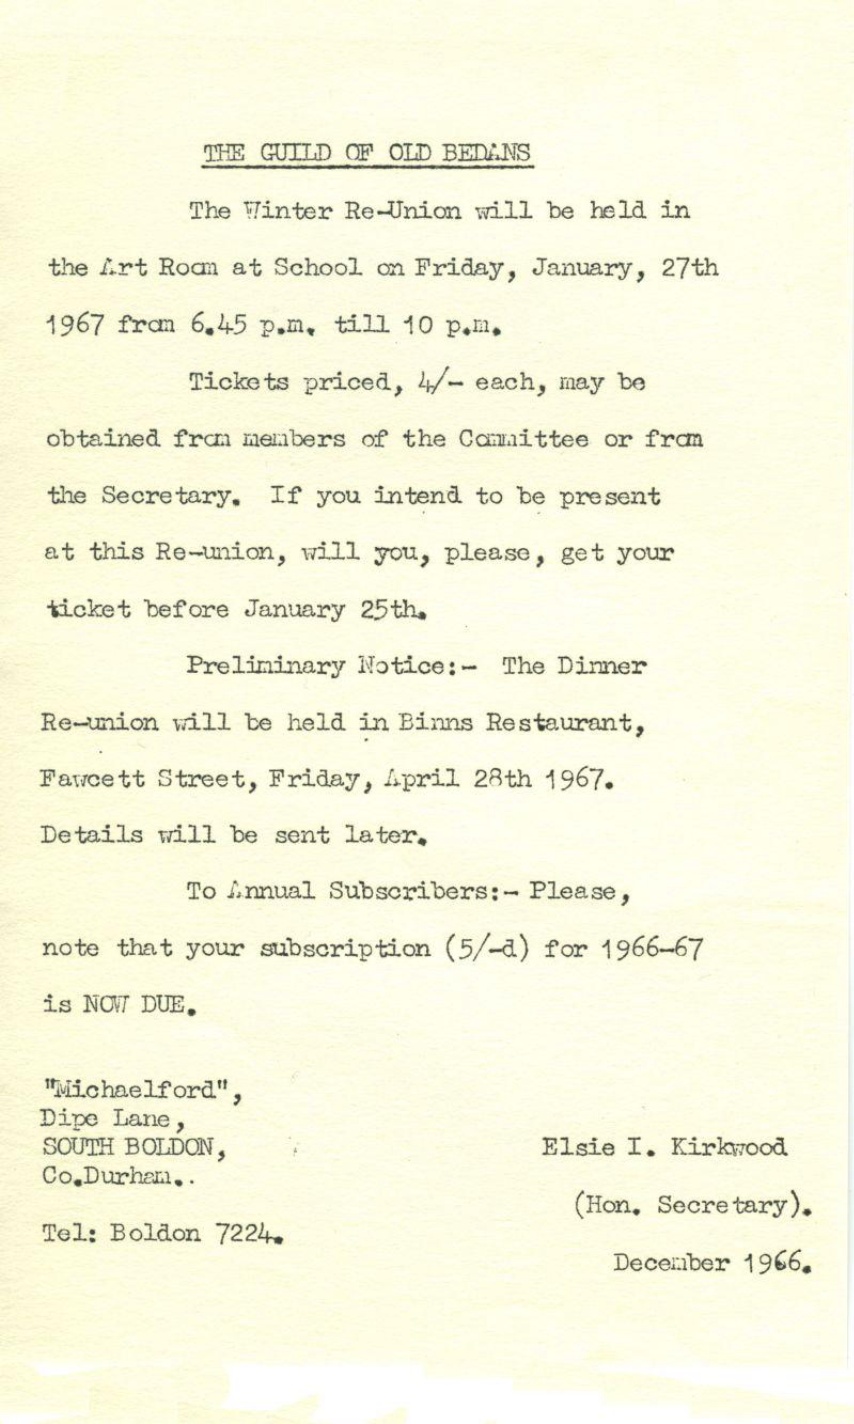 THE GUILD OF OLD BEDANS
The Winter Re-Union will be held in
the Art Room at School on Friday, January, 27th
1967 from 6.45 p.m. till 10 p.m.
Tickets priced, 4/- each, may be
obtained from members of the Committee or from
the Secretary. If you intend to be present
at this Re-union, will you, please, get your
ticket before January 25th.
Preliminary Notice:- The Dinner
Re-union will be held in Binns Restaurant,
Fawcett Street, Friday, April 28th 1967.
Details will be sent later.
To Annual Subscribers:- Please,
note that your subscription (5/-d) for 1966-67
is NOW DUE.
"Michaelford",
Dipe Lane,
SOUTH BOLDON,
Co.Durham..
Tel: Boldon 7224.
Elsie I. Kirkwood
(Hon. Secretary).
December 1966.